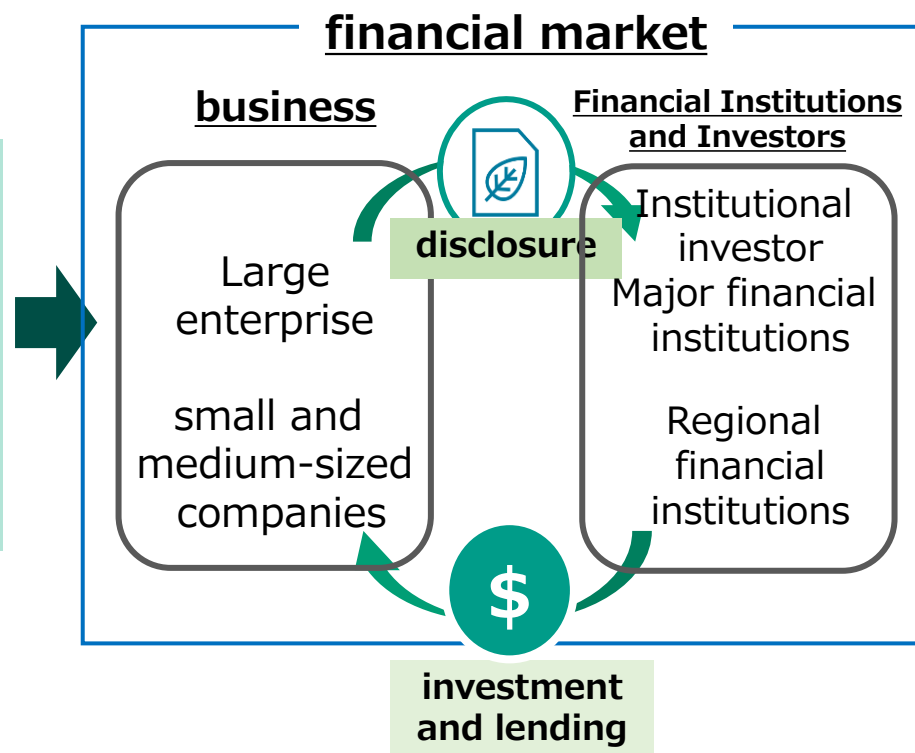 financial market
business
Large
enterprise
small and
medium-sized
companies
disclosure
Financial Institutions
and Investors
Institutional
investor
Major financial
institutions
Regional
financial
institutions
$
investment
and lending